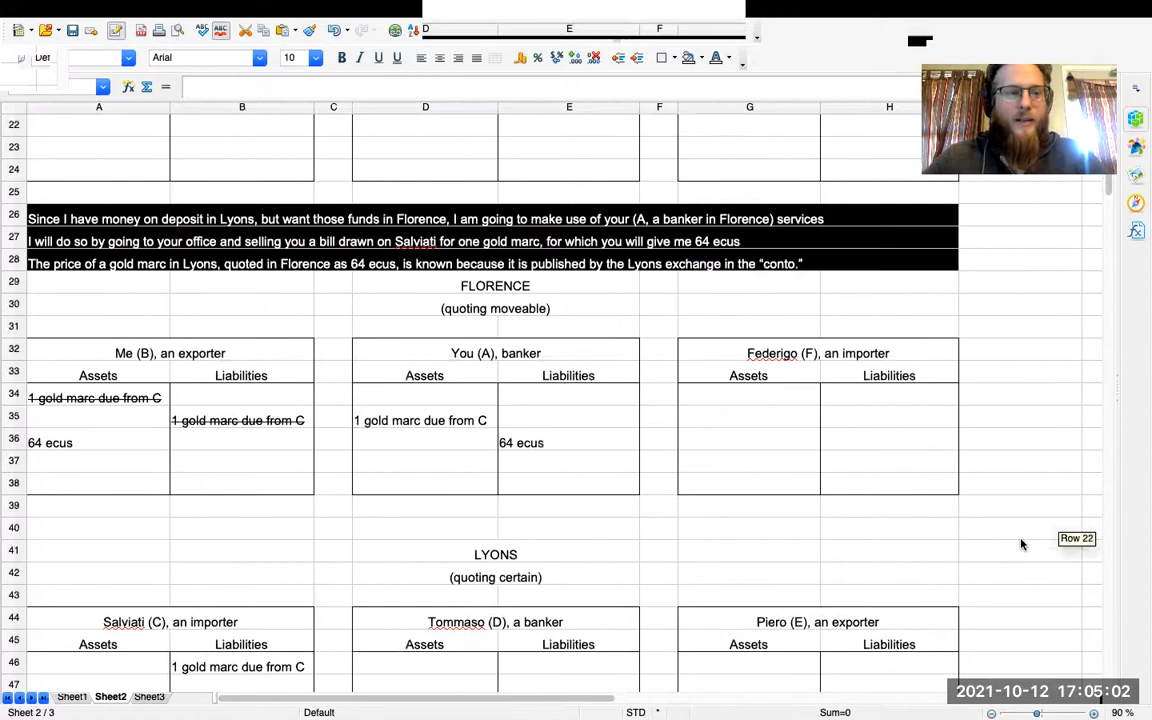 Def
Arial
10
D E F
A B C D E F G H
22
23
24
25
26 Since I have money on deposit in Lyons, but want those funds in Florence, I am going to make use of your (A, a banker in Florence) services
27 I will do so by going to your office and selling you a bill drawn on Salviati for one gold marc, for which you will give me 64 ecus
28 The price of a gold marc in Lyons, quoted in Florence as 64 ecus, is known because it is published by the Lyons exchange in the “conto.”
29 FLORENCE
30 (quoting moveable)
31
32 Me (B), an exporter You (A), banker Federigo (F), an importer
33 Assets Liabilities Assets Liabilities Assets Liabilities
34 1 gold marc due from C
35 1 gold marc due from C 1 gold marc due from C
36 64 ecus 64 ecus
37
38
39
40
Row 22
41 LYONS
42 (quoting certain)
43
44 Salviati (C), an importer Tommaso (D), a banker Piero (E), an exporter
45 Assets Liabilities Assets Liabilities Assets Liabilities
46 1 gold marc due from C
47
Sheet1 Sheet2 Sheet3
2021-10-12 17:05:02
Sheet 2 / 3 Default STD * Sum=0 90 %